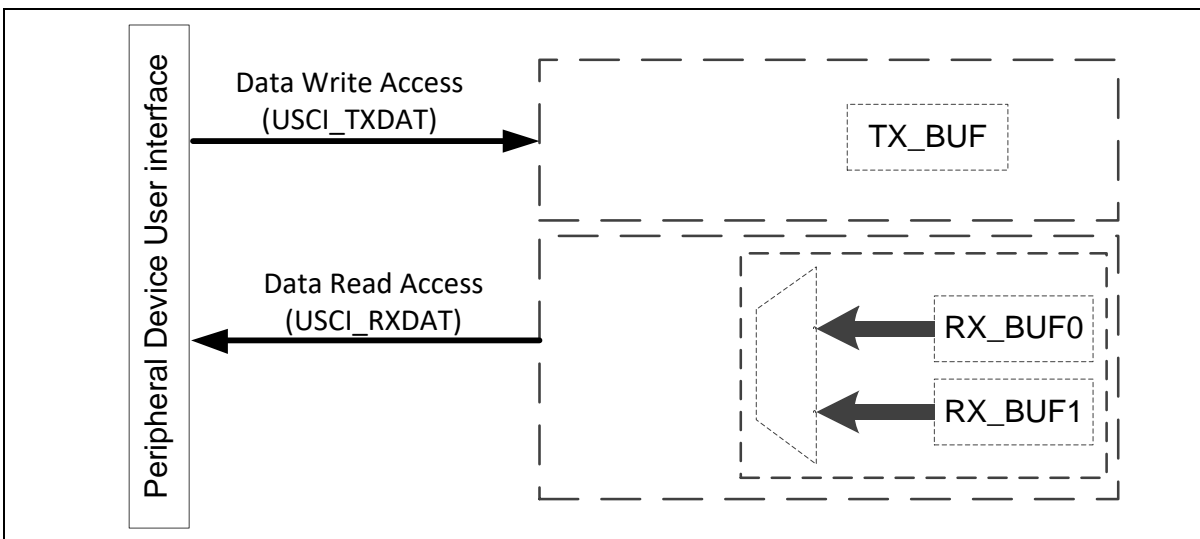 Peripheral Device User interface
Data Write Access
(USCI_TXDAT)
TX_BUF
Data Read Access
(USCI_RXDAT)
RX_BUF0
RX_BUF1